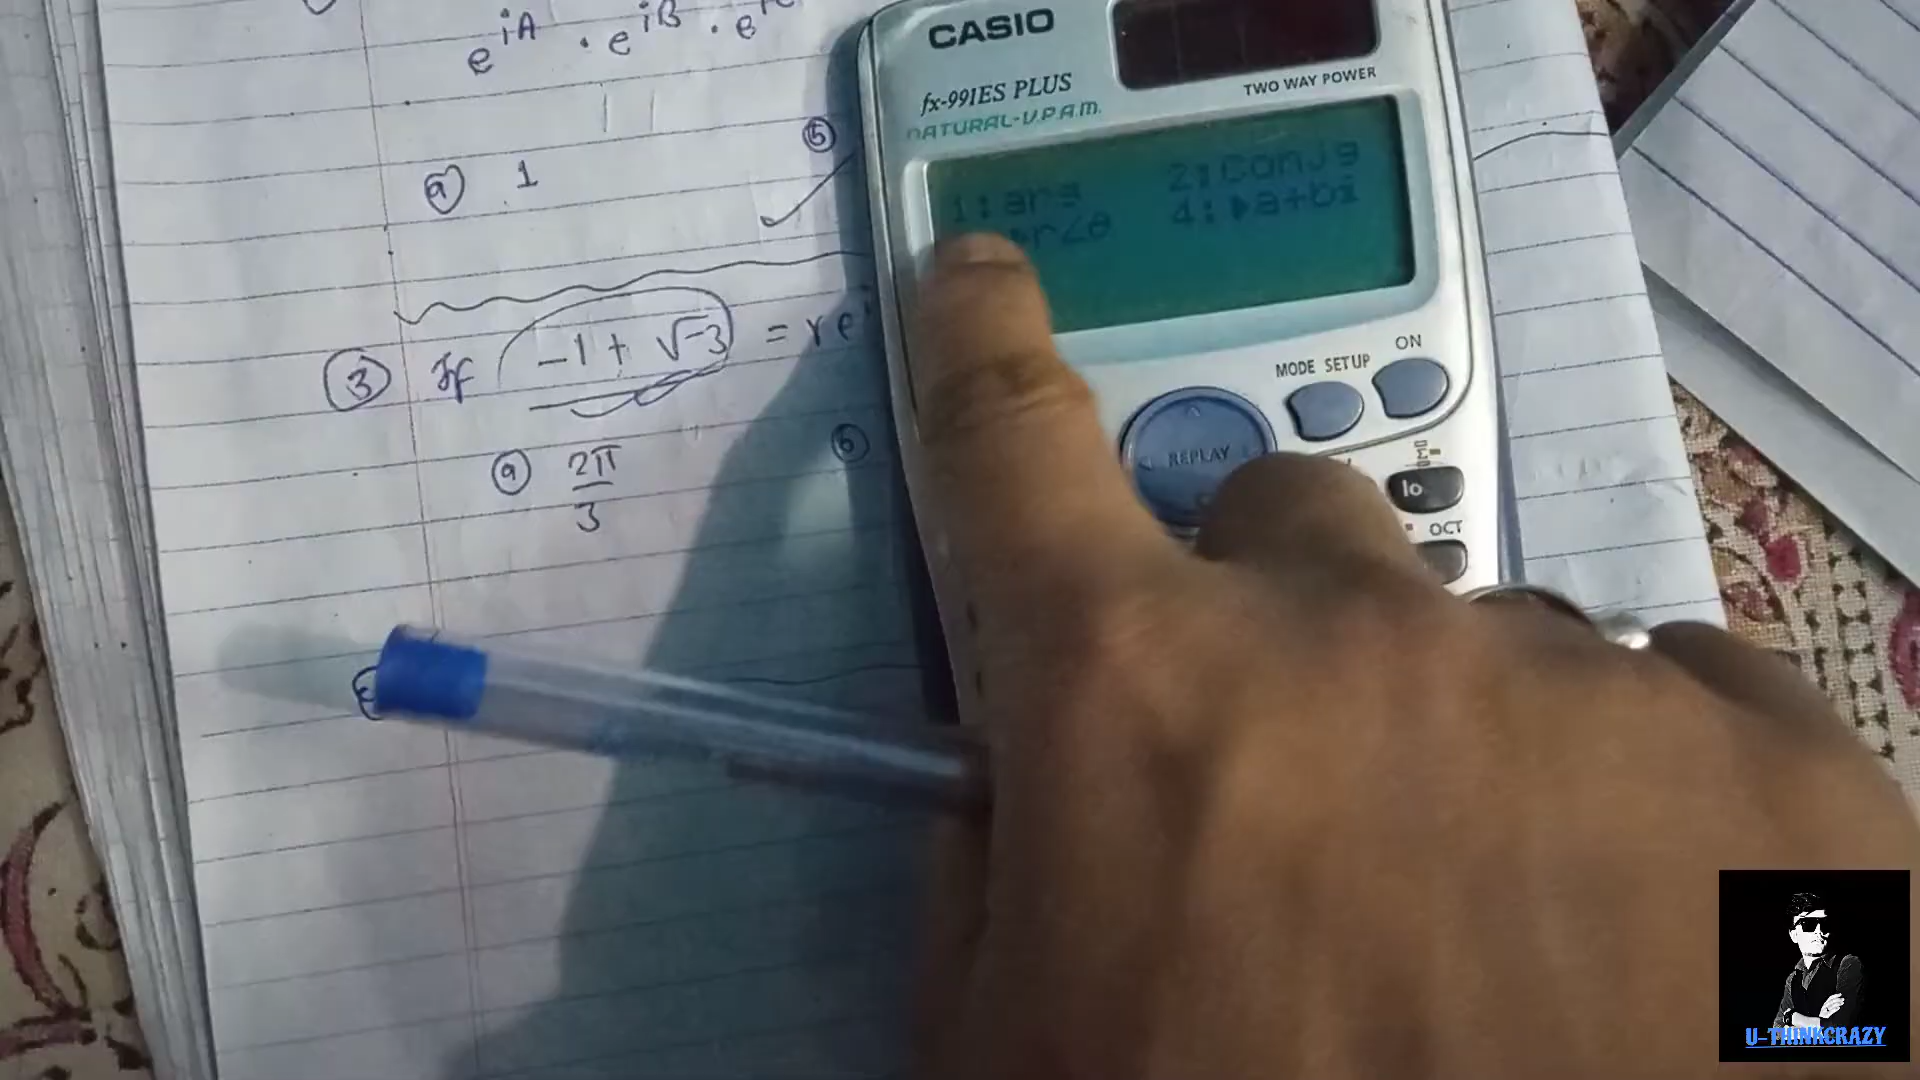 e^iA · e^iB · e
(a) 1
(5)
(3) If -1 + √-3 = re^i
(a) 2π/3
(6)
CASIO
fx-991ES PLUS
NATURAL-V.P.A.M.
TWO WAY POWER
1:arg 2:Conjg
▶r∠θ 4:▶a+bi
ON
MODE SETUP
REPLAY
lo
OCT
U-THINKCRAZY